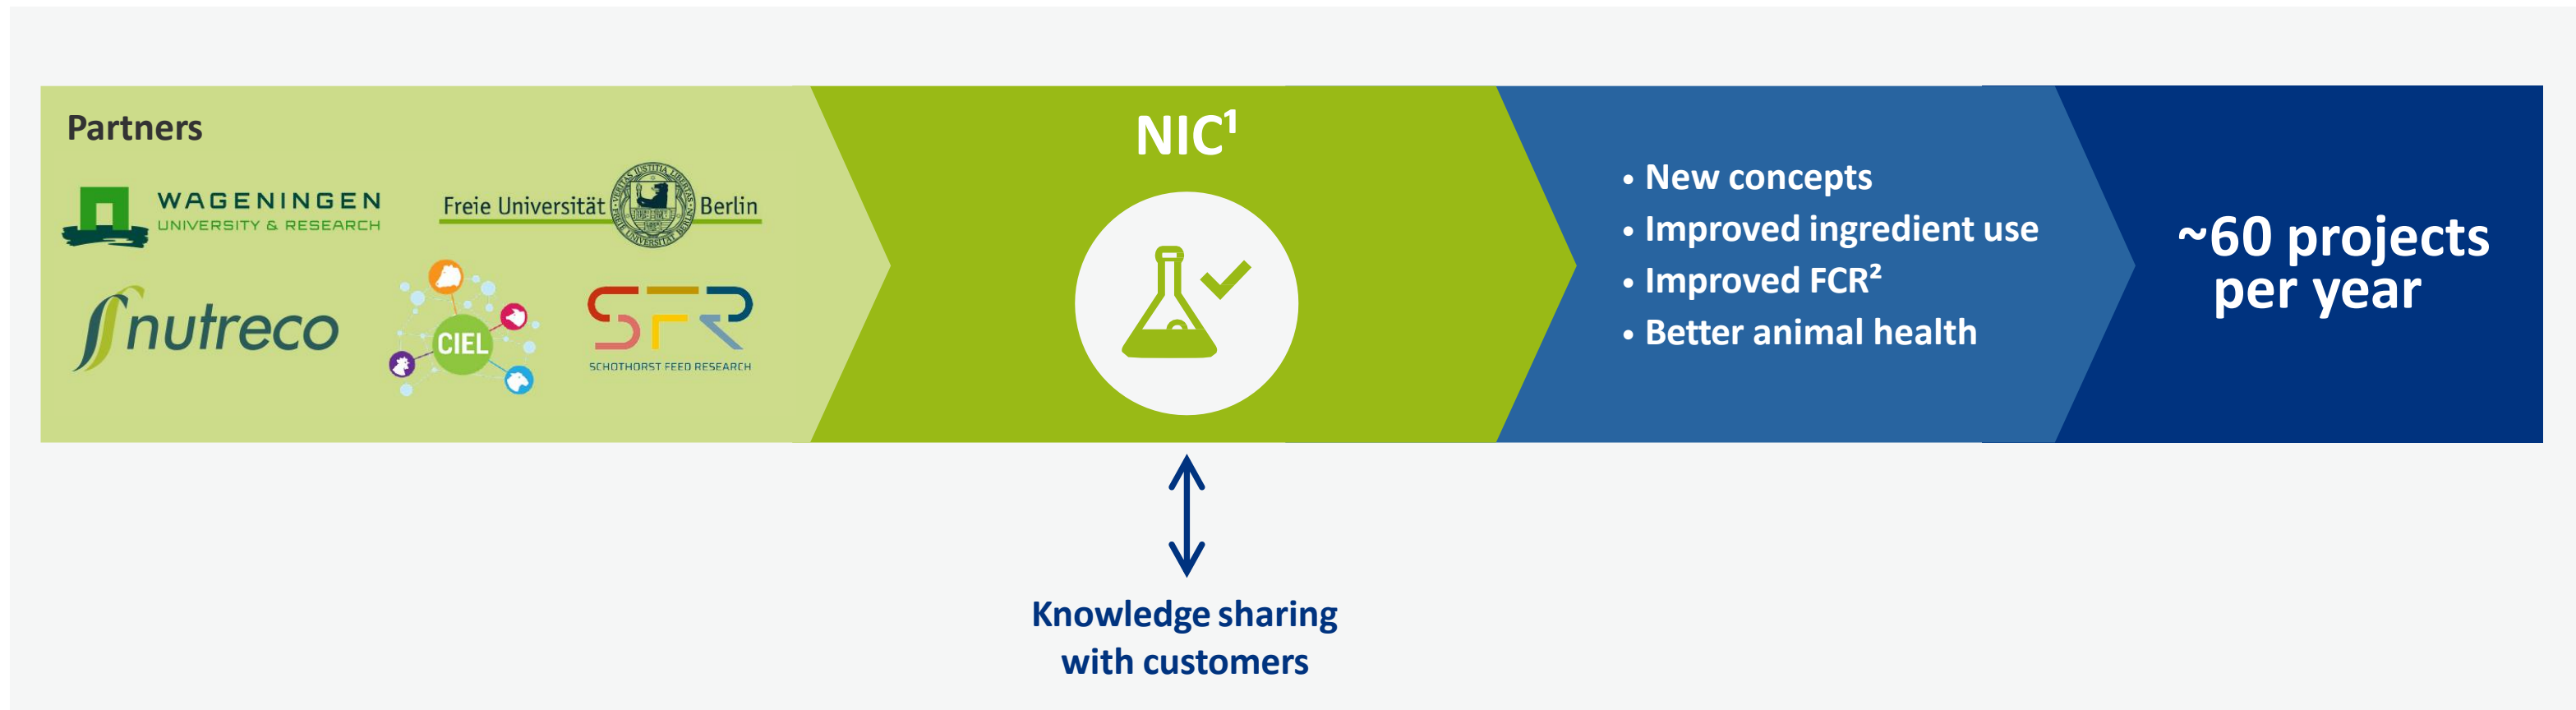 Partners
WAGENINGEN
UNIVERSITY & RESEARCH
Freie Universität Berlin
nutreco
CIEL
SFR
SCHOTHORST FEED RESEARCH
NIC¹
Knowledge sharing
with customers
• New concepts
• Improved ingredient use
• Improved FCR²
• Better animal health
~60 projects
per year